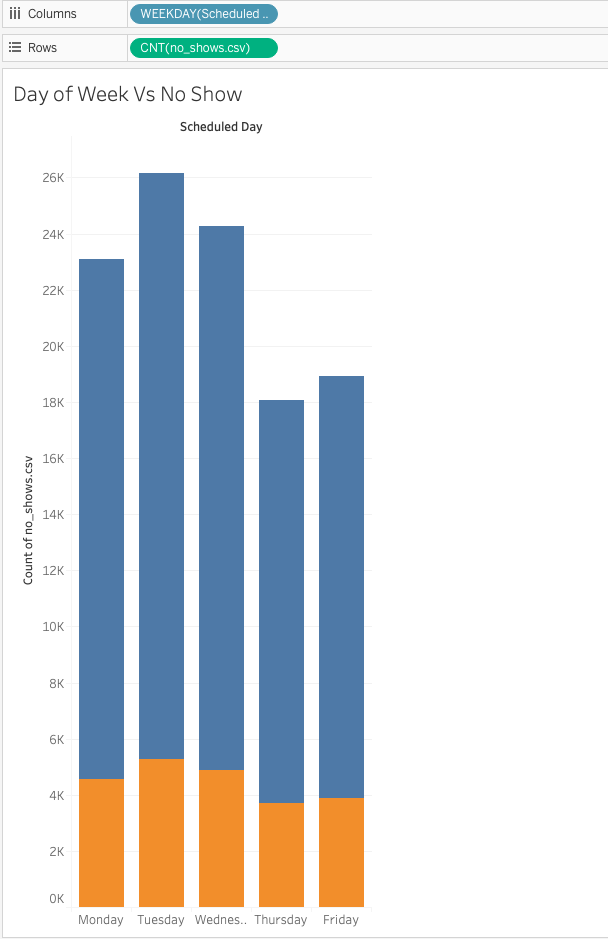 Columns
WEEKDAY(Scheduled ..
Rows
CNT(no_shows.csv)
Day of Week Vs No Show
Scheduled Day
26K
24K
22K
20K
18K
16K
14K
12K
10K
8K
6K
4K
2K
0K
Count of no_shows.csv
Monday Tuesday Wednes.. Thursday Friday